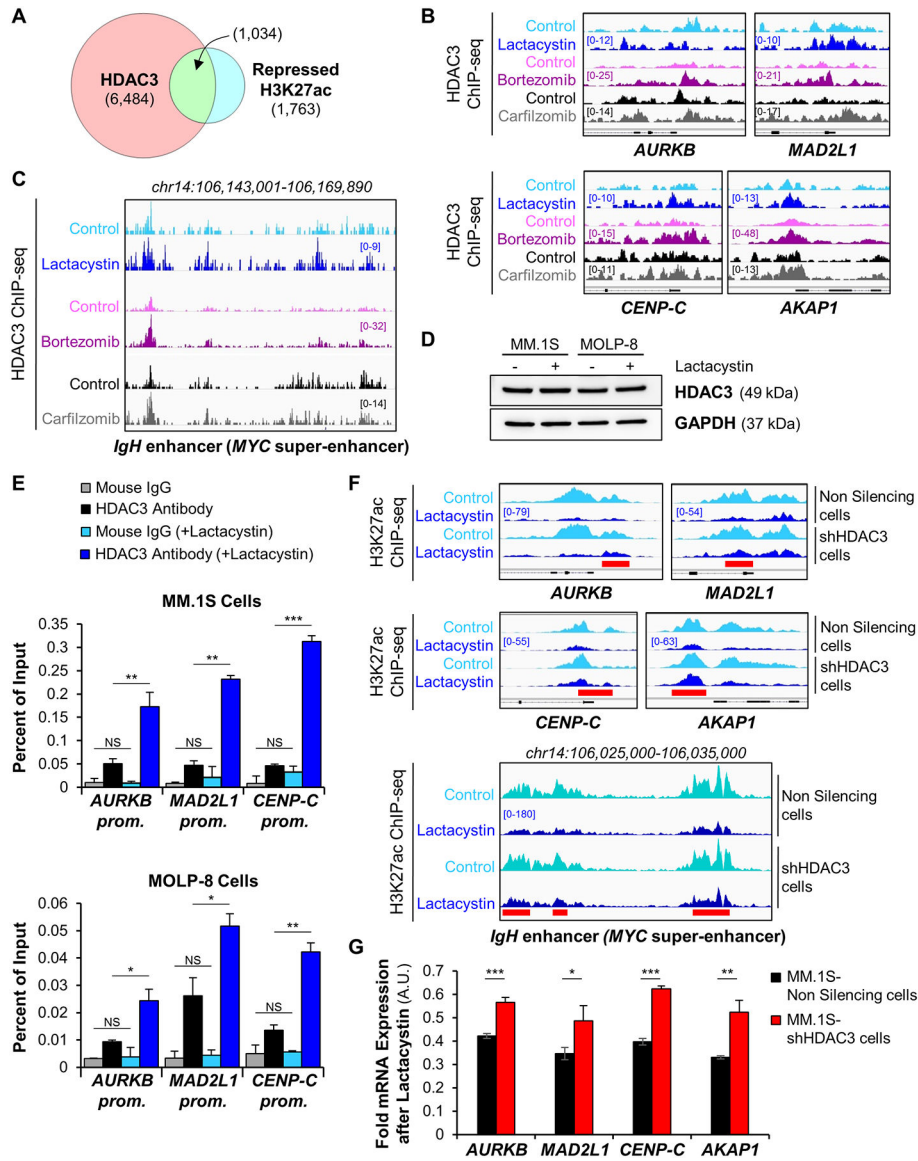 A
(1,034)
HDAC3
(6,484)
Repressed
H3K27ac
(1,763)
B
HDAC3
ChIP-seq
Control
Lactacystin
Control
Bortezomib
Control
Carfilzomib
[0-12]
[0-25]
[0-14]
[0-10]
[0-21]
[0-17]
AURKB
MAD2L1
HDAC3
ChIP-seq
Control
Lactacystin
Control
Bortezomib
Control
Carfilzomib
[0-10]
[0-15]
[0-11]
[0-13]
[0-48]
[0-13]
CENP-C
AKAP1
C
chr14:106,143,001-106,169,890
HDAC3 ChIP-seq
Control
[0-9]
Lactacystin
Control
[0-32]
Bortezomib
Control
[0-14]
Carfilzomib
IgH enhancer (MYC super-enhancer)
D
MM.1S MOLP-8
- + - + Lactacystin
HDAC3 (49 kDa)
GAPDH (37 kDa)
E
Mouse IgG
HDAC3 Antibody
Mouse IgG (+Lactacystin)
HDAC3 Antibody (+Lactacystin)
MM.1S Cells
Percent of Input
0.35
0.3
0.25
0.2
0.15
0.1
0.05
0
NS ** NS ** NS ***
AURKB MAD2L1 CENP-C
prom. prom. prom.
MOLP-8 Cells
Percent of Input
0.06
0.05
0.04
0.03
0.02
0.01
0
NS * NS * NS **
AURKB MAD2L1 CENP-C
prom. prom. prom.
F
H3K27ac
ChIP-seq
Control
Lactacystin
Control
Lactacystin
[0-79]
[0-54]
Non Silencing
cells
shHDAC3
cells
AURKB
MAD2L1
H3K27ac
ChIP-seq
Control
Lactacystin
Control
Lactacystin
[0-55]
[0-63]
Non Silencing
cells
shHDAC3
cells
CENP-C
AKAP1
chr14:106,025,000-106,035,000
H3K27ac ChIP-seq
Control
[0-180]
Lactacystin
Control
Lactacystin
Non Silencing
cells
shHDAC3
cells
IgH enhancer (MYC super-enhancer)
G
Fold mRNA Expression
after Lactacystin (A.U.)
0.7
0.6
0.5
0.4
0.3
0.2
0.1
0
*** * *** **
AURKB MAD2L1 CENP-C AKAP1
MM.1S-
Non Silencing cells
MM.1S-
shHDAC3 cells